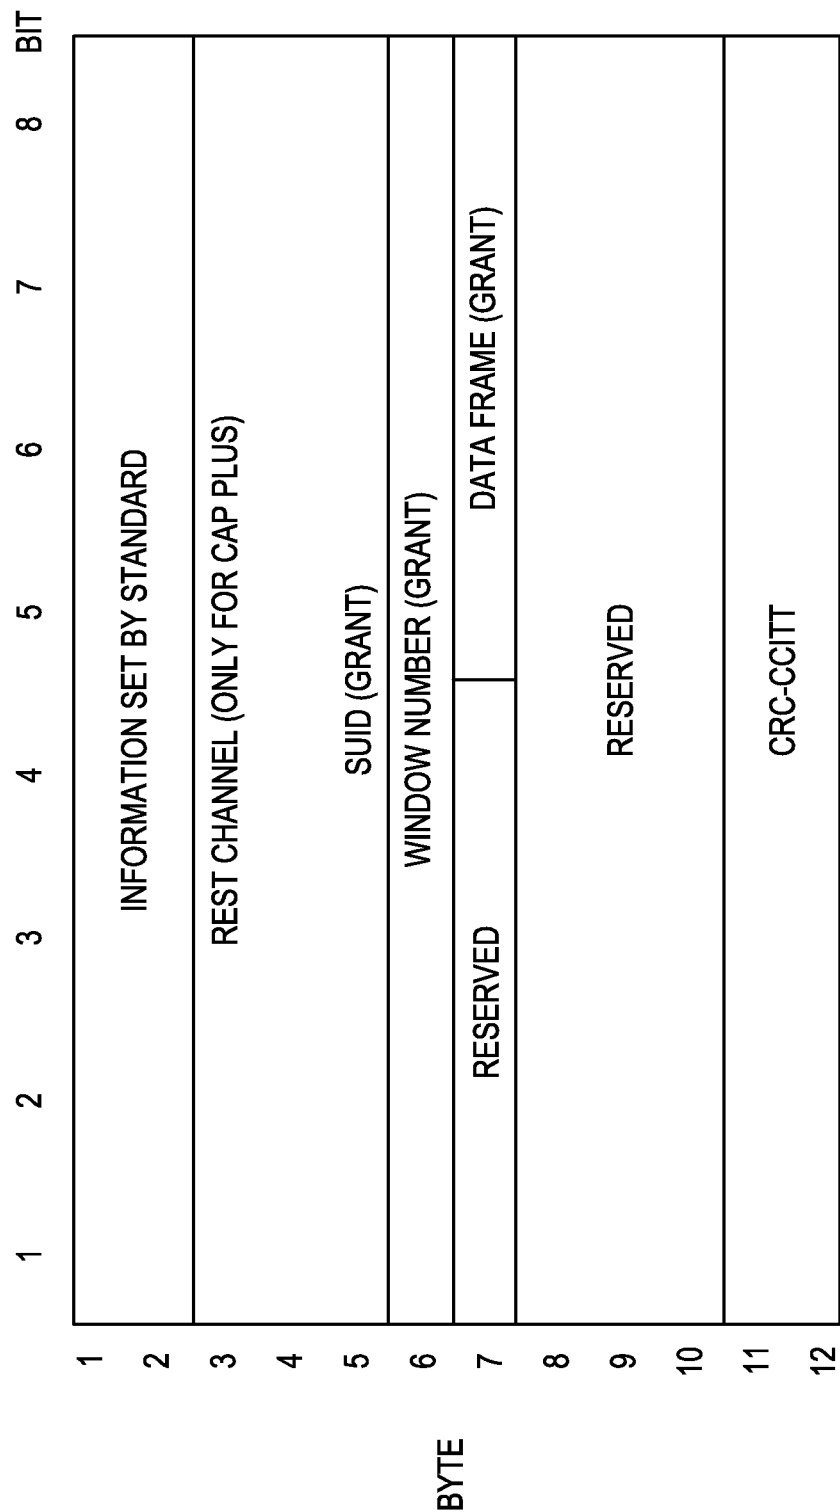 1 2 3 4 5 6 7 8 BIT
BYTE
1
INFORMATION SET BY STANDARD
2
3 REST CHANNEL (ONLY FOR CAP PLUS)
4
5 SUID (GRANT)
6 WINDOW NUMBER (GRANT)
7 RESERVED DATA FRAME (GRANT)
8
9 RESERVED
10
11 CRC-CCITT
12